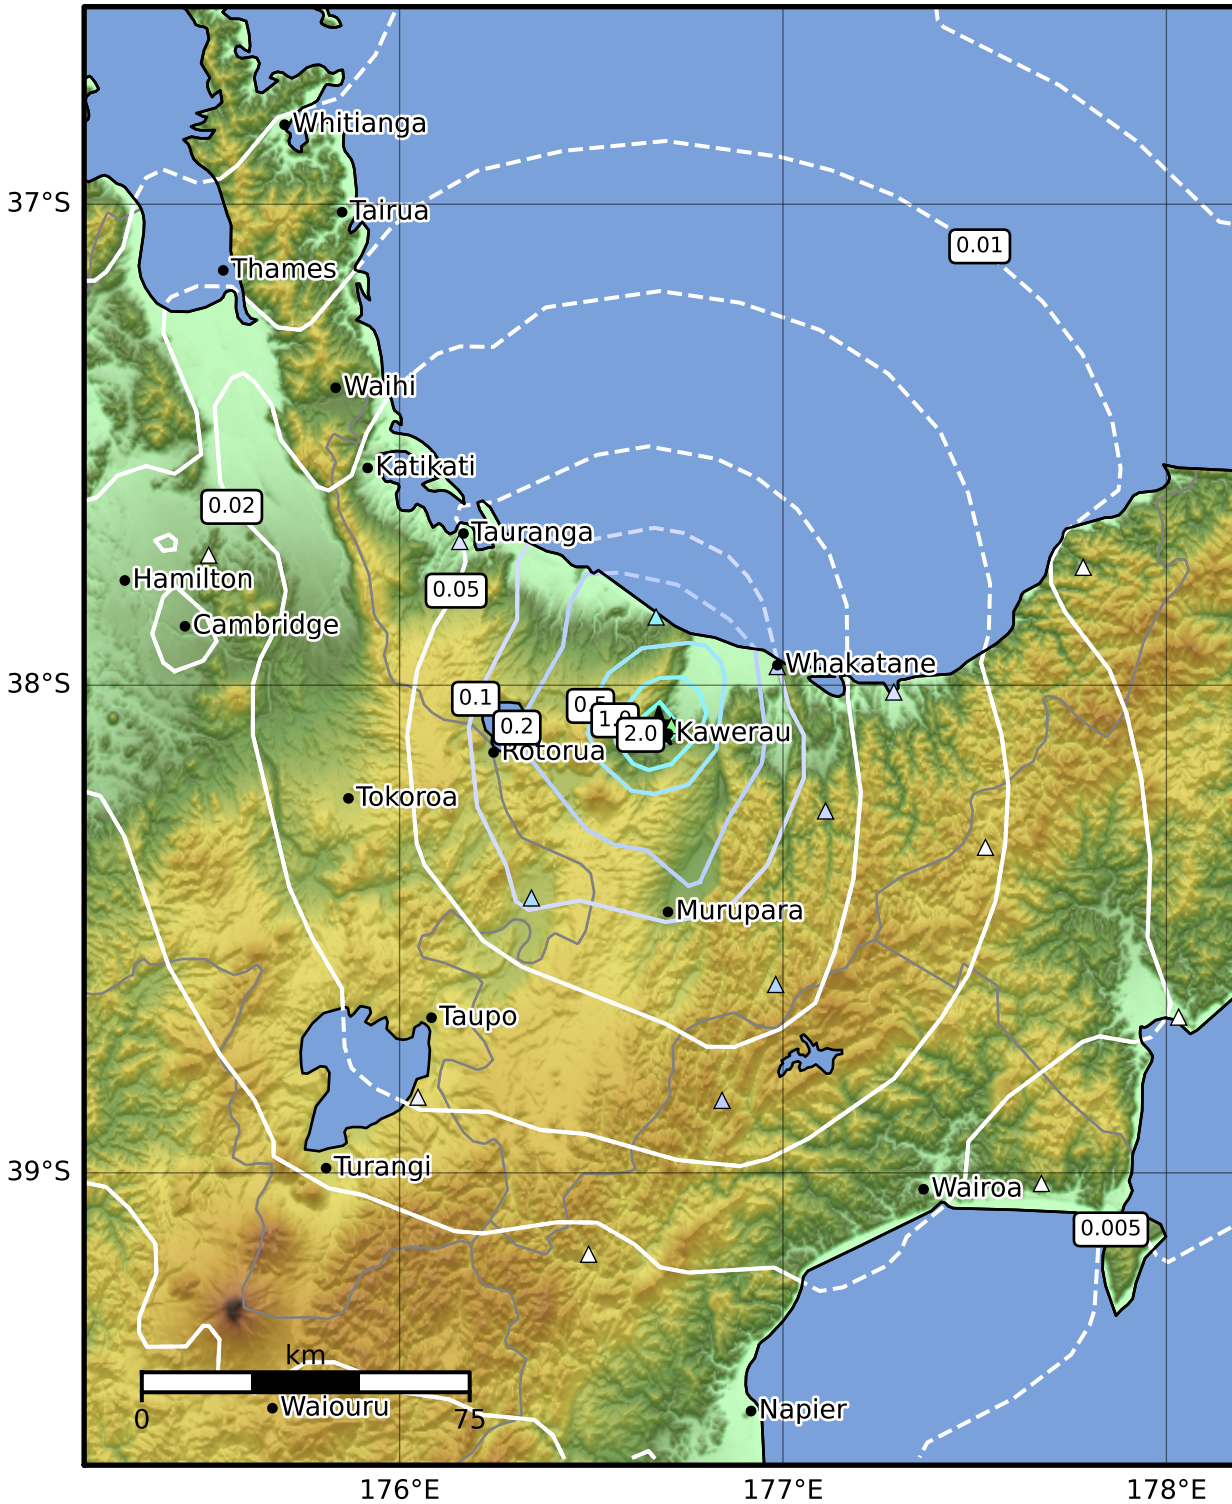 Whitianga
37°S
Tairua
0.01
Thames
Waihi
Katikati
0.02
Tauranga
Hamilton
0.05
Cambridge
Whakatane
38°S
0.1
0.2
1.0
2.0
Kawerau
Rotorua
Tokoroa
Murupara
Taupo
39°S
Turangi
Wairoa
0.005
km
0
75
Waiouru
Napier
176°E
177°E
178°E